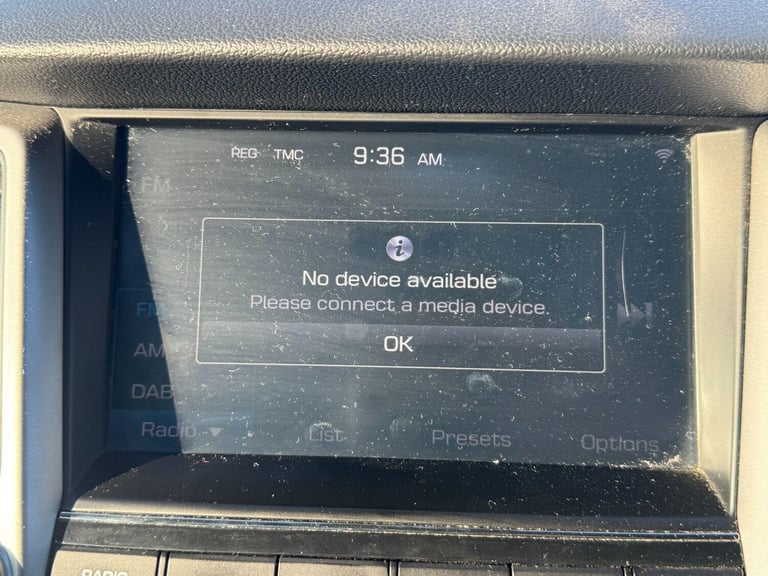 REG TMC 9:36 AM
FM
No device available
Please connect a media device.
OK
FM
AM
DAB
Radio List Presets Options
RADIO